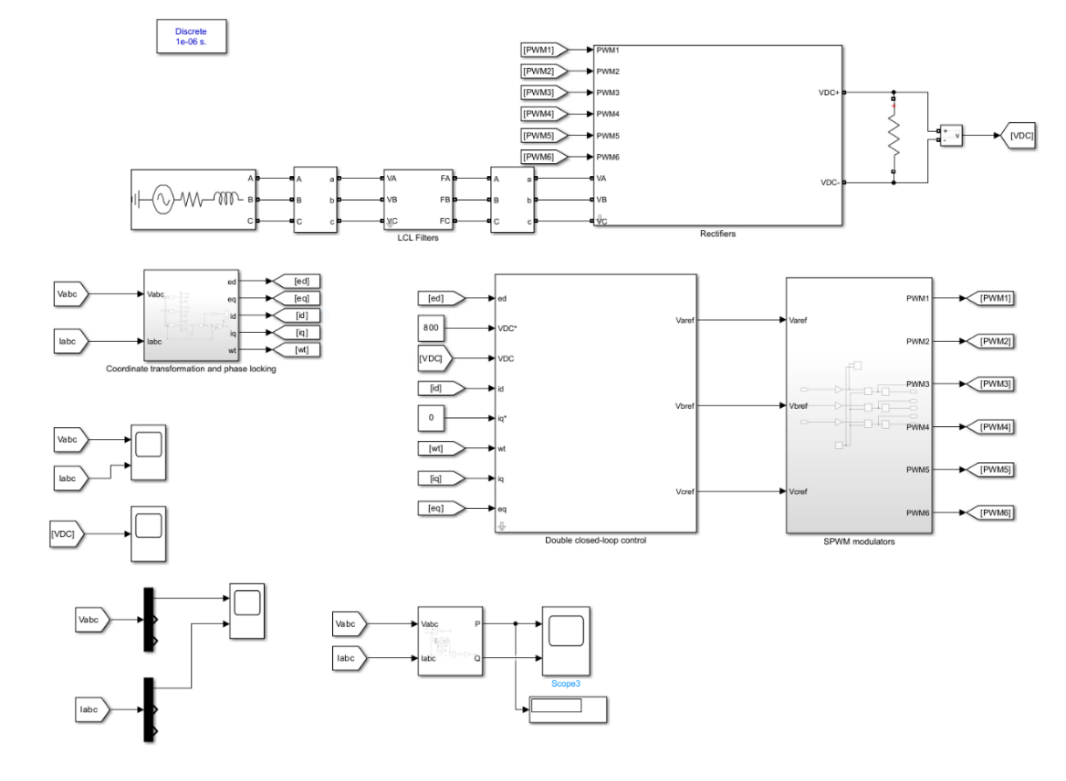 Discrete
1e-06 s.
[PWM1]
[PWM2]
[PWM3]
[PWM4]
[PWM5]
[PWM6]
PWM1
PWM2
PWM3
PWM4
PWM5
PWM6
VDC+
VDC-
+
-
v
[VDC]
A
B
C
A
B
C
a
b
c
VA
VB
VC
FA
FB
FC
LCL Filters
A
B
C
a
b
c
VA
VB
VC
Rectifiers
Vabc
Iabc
Vabc
Iabc
ed
eq
id
iq
wt
[ed]
[eq]
[id]
[iq]
[wt]
Coordinate transformation and phase locking
[ed]
800
[VDC]
[id]
0
[wt]
[iq]
[eq]
ed
VDC*
VDC
id
iq*
wt
iq
eq
Varef
Vbref
Vcref
Double closed-loop control
Varef
Vbref
Vcref
PWM1
PWM2
PWM3
PWM4
PWM5
PWM6
[PWM1]
[PWM2]
[PWM3]
[PWM4]
[PWM5]
[PWM6]
SPWM modulators
Vabc
Iabc
[VDC]
Vabc
Iabc
Vabc
Iabc
Vabc
Iabc
P
Q
Scope3